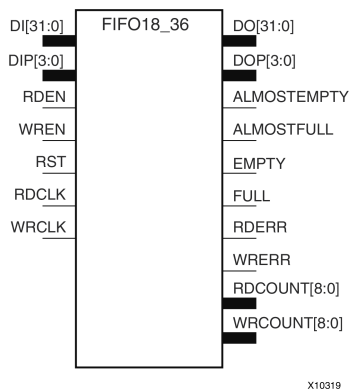 FIFO18_36
DI[31:0]
DIP[3:0]
RDEN
WREN
RST
RDCLK
WRCLK
DO[31:0]
DOP[3:0]
ALMOSTEMPTY
ALMOSTFULL
EMPTY
FULL
RDERR
WRERR
RDCOUNT[8:0]
WRCOUNT[8:0]
X10319